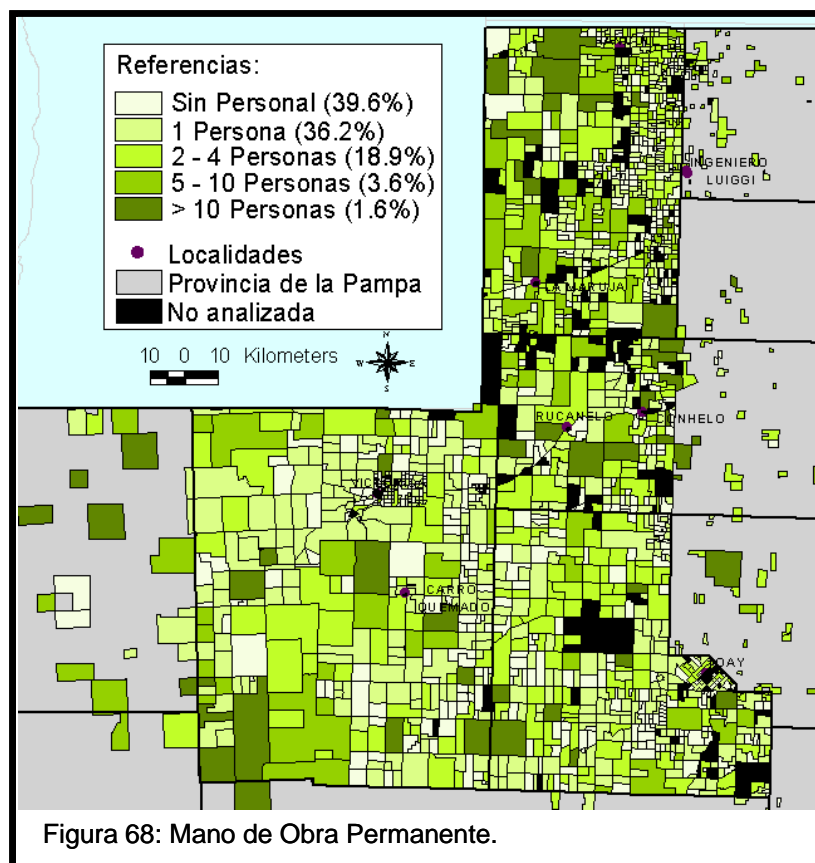 Referencias:
Sin Personal (39.6%)
1 Persona (36.2%)
2 - 4 Personas (18.9%)
5 - 10 Personas (3.6%)
> 10 Personas (1.6%)
Localidades
Provincia de la Pampa
No analizada
10 0 10 Kilometers
N
W E
S
INGENIERO
LUIGGI
LA MARUJA
RUCANELO
CONHELO
CARRO
QUEMADO
Figura 68: Mano de Obra Permanente.